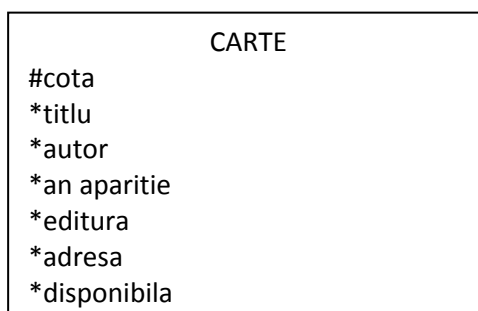 CARTE
#cota
*titlu
*autor
*an aparitie
*editura
*adresa
*disponibila